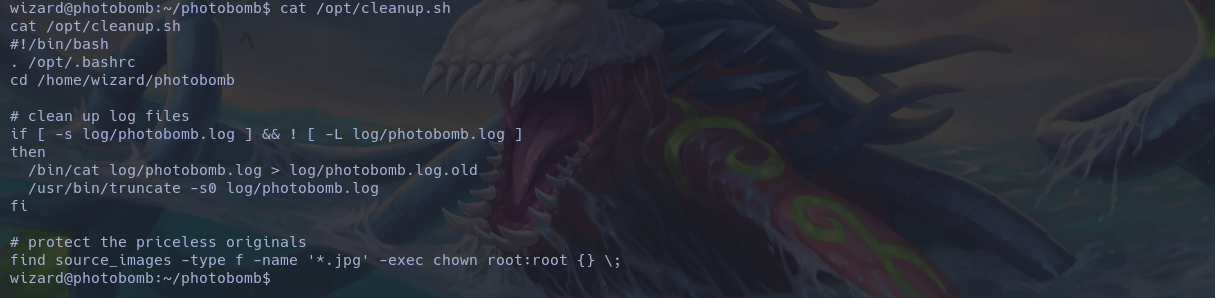 wizard@photobomb:~/photobomb$ cat /opt/cleanup.sh
cat /opt/cleanup.sh
#!/bin/bash
. /opt/.bashrc
cd /home/wizard/photobomb

# clean up log files
if [ -s log/photobomb.log ] && ! [ -L log/photobomb.log ]
then
  /bin/cat log/photobomb.log > log/photobomb.log.old
  /usr/bin/truncate -s0 log/photobomb.log
fi

# protect the priceless originals
find source_images -type f -name '*.jpg' -exec chown root:root {} \;
wizard@photobomb:~/photobomb$